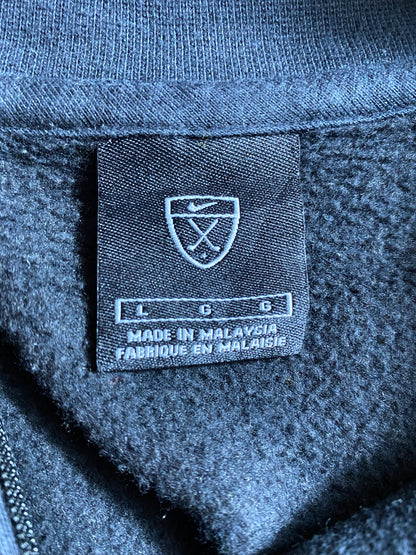 L G G
MADE IN MALAYSIA
FABRIQUE EN MALAISIE